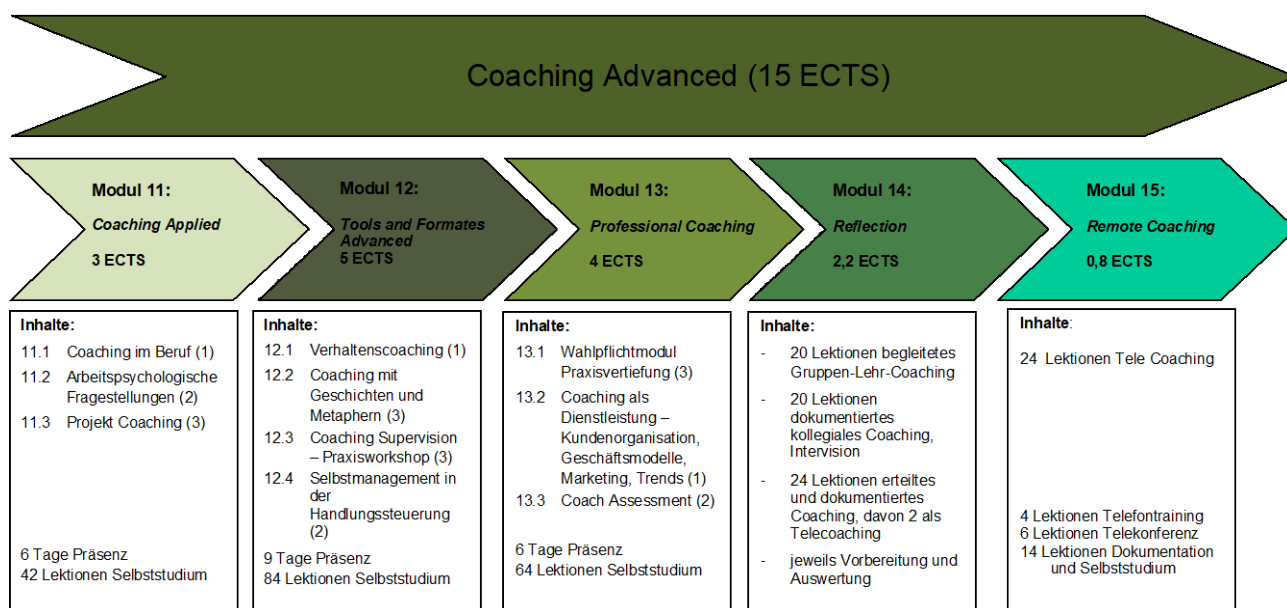 Coaching Advanced (15 ECTS)
Modul 11:
Coaching Applied
3 ECTS
Modul 12:
Tools and Formates
Advanced
5 ECTS
Modul 13:
Professional Coaching
4 ECTS
Modul 14:
Reflection
2,2 ECTS
Modul 15:
Remote Coaching
0,8 ECTS
Inhalte:
11.1 Coaching im Beruf (1)
11.2 Arbeitspsychologische
Fragestellungen (2)
11.3 Projekt Coaching (3)
6 Tage Präsenz
42 Lektionen Selbststudium
Inhalte:
12.1 Verhaltenscoaching (1)
12.2 Coaching mit
Geschichten und
Metaphern (3)
12.3 Coaching Supervision
– Praxisworkshop (3)
12.4 Selbstmanagement in
der
Handlungssteuerung
(2)
9 Tage Präsenz
84 Lektionen Selbststudium
Inhalte:
13.1 Wahlpflichtmodul
Praxisvertiefung (3)
13.2 Coaching als
Dienstleistung –
Kundenorganisation,
Geschäftsmodelle,
Marketing, Trends (1)
13.3 Coach Assessment (2)
6 Tage Präsenz
64 Lektionen Selbststudium
Inhalte:
- 20 Lektionen begleitetes
Gruppen-Lehr-Coaching
- 20 Lektionen
dokumentiertes
kollegiales Coaching,
Intervision
- 24 Lektionen erteiltes
und dokumentiertes
Coaching, davon 2 als
Telecoaching
- jeweils Vorbereitung und
Auswertung
Inhalte:
24 Lektionen Tele Coaching
4 Lektionen Telefontraining
6 Lektionen Telekonferenz
14 Lektionen Dokumentation
und Selbststudium